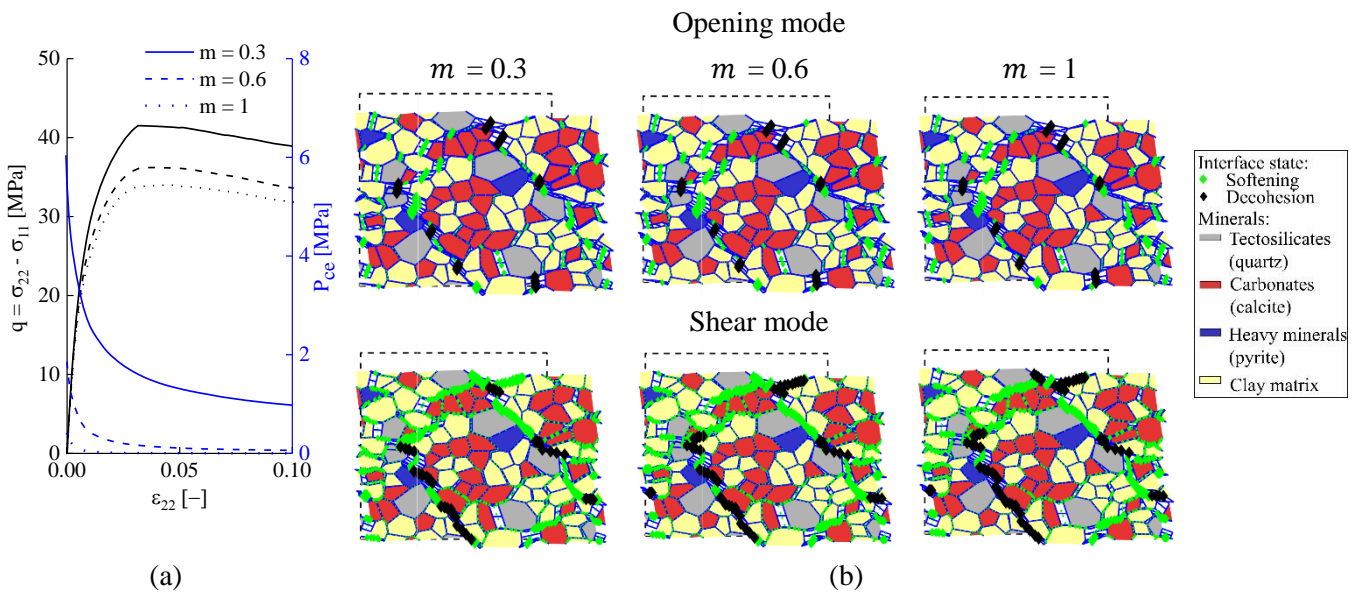 m = 0.3
m = 0.6
m = 1
50
40
30
20
10
0
8
6
4
2
0
0.00
0.05
0.10
q = σ22 - σ11 [MPa]
Pce [MPa]
ε22 [–]
(a)
Opening mode
m = 0.3
m = 0.6
m = 1
Shear mode
(b)
Interface state:
Softening
Decohesion
Minerals:
Tectosilicates
(quartz)
Carbonates
(calcite)
Heavy minerals
(pyrite)
Clay matrix